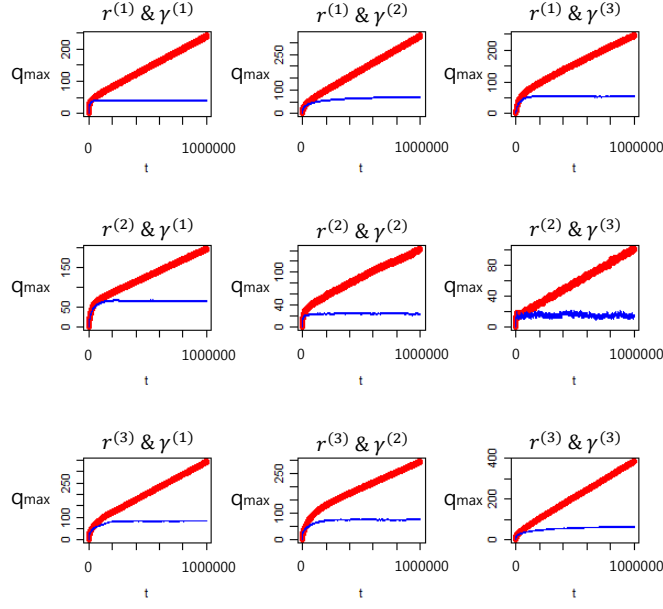 r^(1) & γ^(1)
200
100
0
qmax
0 1000000
t
r^(1) & γ^(2)
300
100
0
qmax
0 1000000
t
r^(1) & γ^(3)
200
100
0
qmax
0 1000000
t
r^(2) & γ^(1)
150
50
0
qmax
0 1000000
t
r^(2) & γ^(2)
100
40
0
qmax
0 1000000
t
r^(2) & γ^(3)
80
40
0
qmax
0 1000000
t
r^(3) & γ^(1)
250
100
0
qmax
0 1000000
t
r^(3) & γ^(2)
250
100
0
qmax
0 1000000
t
r^(3) & γ^(3)
400
200
0
qmax
0 1000000
t